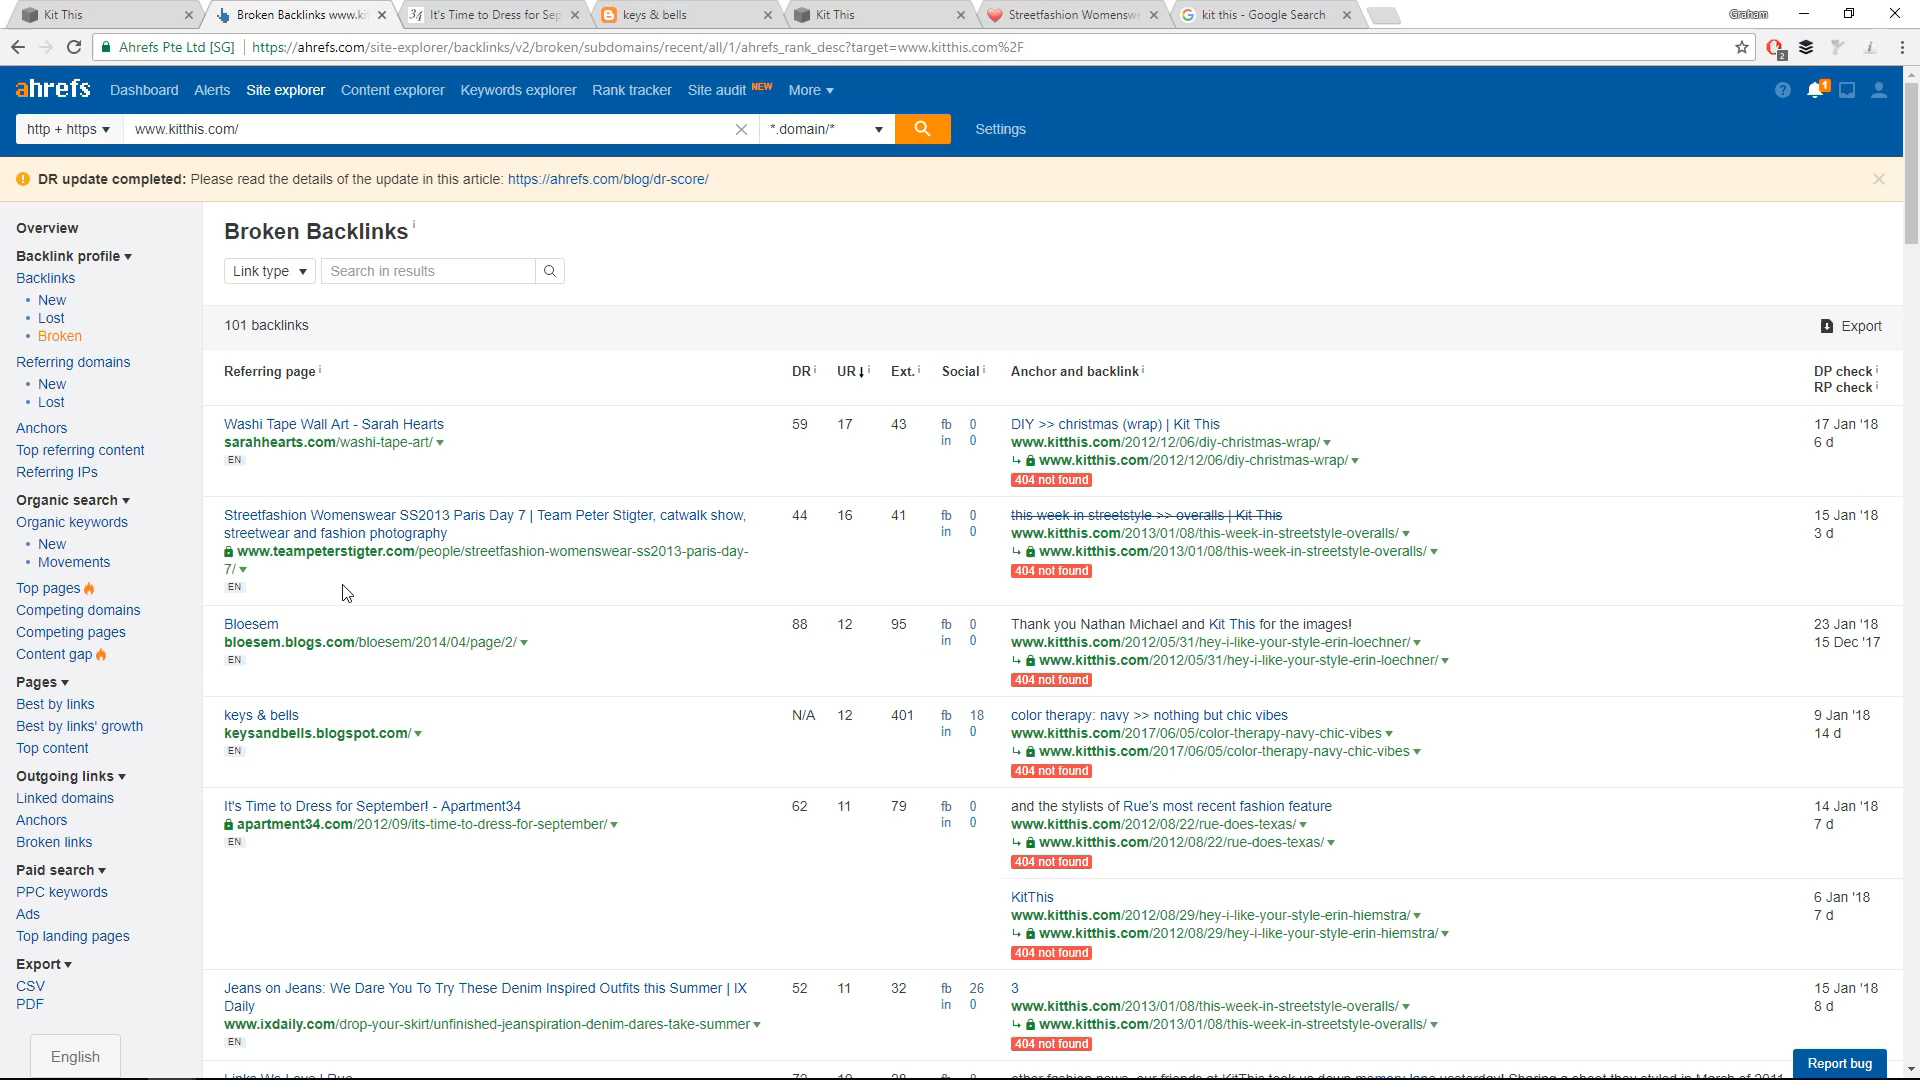 Kit This
Broken Backlinks www.ki
34 It's Time to Dress for Sep
keys & bells
Kit This
Streetfashion Womensw
kit this - Google Search
Graham
Ahrefs Pte Ltd [SG] https://ahrefs.com/site-explorer/backlinks/v2/broken/subdomains/recent/all/1/ahrefs_rank_desc?target=www.kitthis.com%2F
2
ahrefs Dashboard Alerts Site explorer Content explorer Keywords explorer Rank tracker Site audit NEW More
1
http + https www.kitthis.com/ *.domain/* Settings
DR update completed: Please read the details of the update in this article: https://ahrefs.com/blog/dr-score/
Overview
Backlink profile
Backlinks
• New
• Lost
• Broken
Referring domains
• New
• Lost
Anchors
Top referring content
Referring IPs
Organic search
Organic keywords
• New
• Movements
Top pages
Competing domains
Competing pages
Content gap
Pages
Best by links
Best by links' growth
Top content
Outgoing links
Linked domains
Anchors
Broken links
Paid search
PPC keywords
Ads
Top landing pages
Export
CSV
PDF
English
Broken Backlinks i
Link type Search in results
101 backlinks Export
Referring page i DR i UR i Ext. i Social i Anchor and backlink i DP check i
RP check i
Washi Tape Wall Art - Sarah Hearts 59 17 43 fb 0 DIY >> christmas (wrap) | Kit This 17 Jan '18
sarahhearts.com/washi-tape-art/ in 0 www.kitthis.com/2012/12/06/diy-christmas-wrap/ 6 d
EN www.kitthis.com/2012/12/06/diy-christmas-wrap/
404 not found
Streetfashion Womenswear SS2013 Paris Day 7 | Team Peter Stigter, catwalk show, 44 16 41 fb 0 this week in streetstyle >> overalls | Kit This 15 Jan '18
streetwear and fashion photography in 0 www.kitthis.com/2013/01/08/this-week-in-streetstyle-overalls/ 3 d
www.teampeterstigter.com/people/streetfashion-womenswear-ss2013-paris-day- www.kitthis.com/2013/01/08/this-week-in-streetstyle-overalls/
7/ 404 not found
EN
Bloesem 88 12 95 fb 0 Thank you Nathan Michael and Kit This for the images! 23 Jan '18
bloesem.blogs.com/bloesem/2014/04/page/2/ in 0 www.kitthis.com/2012/05/31/hey-i-like-your-style-erin-loechner/ 15 Dec '17
EN www.kitthis.com/2012/05/31/hey-i-like-your-style-erin-loechner/
404 not found
keys & bells N/A 12 401 fb 18 color therapy: navy >> nothing but chic vibes 9 Jan '18
keysandbells.blogspot.com/ in 0 www.kitthis.com/2017/06/05/color-therapy-navy-chic-vibes 14 d
EN www.kitthis.com/2017/06/05/color-therapy-navy-chic-vibes
404 not found
It's Time to Dress for September! - Apartment34 62 11 79 fb 0 and the stylists of Rue's most recent fashion feature 14 Jan '18
apartment34.com/2012/09/its-time-to-dress-for-september/ in 0 www.kitthis.com/2012/08/22/rue-does-texas/ 7 d
EN www.kitthis.com/2012/08/22/rue-does-texas/
404 not found
KitThis 6 Jan '18
www.kitthis.com/2012/08/29/hey-i-like-your-style-erin-hiemstra/ 7 d
www.kitthis.com/2012/08/29/hey-i-like-your-style-erin-hiemstra/
404 not found
Jeans on Jeans: We Dare You To Try These Denim Inspired Outfits this Summer | IX 52 11 32 fb 26 3 15 Jan '18
Daily in 0 www.kitthis.com/2013/01/08/this-week-in-streetstyle-overalls/ 8 d
www.ixdaily.com/drop-your-skirt/unfinished-jeanspiration-denim-dares-take-summer www.kitthis.com/2013/01/08/this-week-in-streetstyle-overalls/
EN 404 not found
Report bug